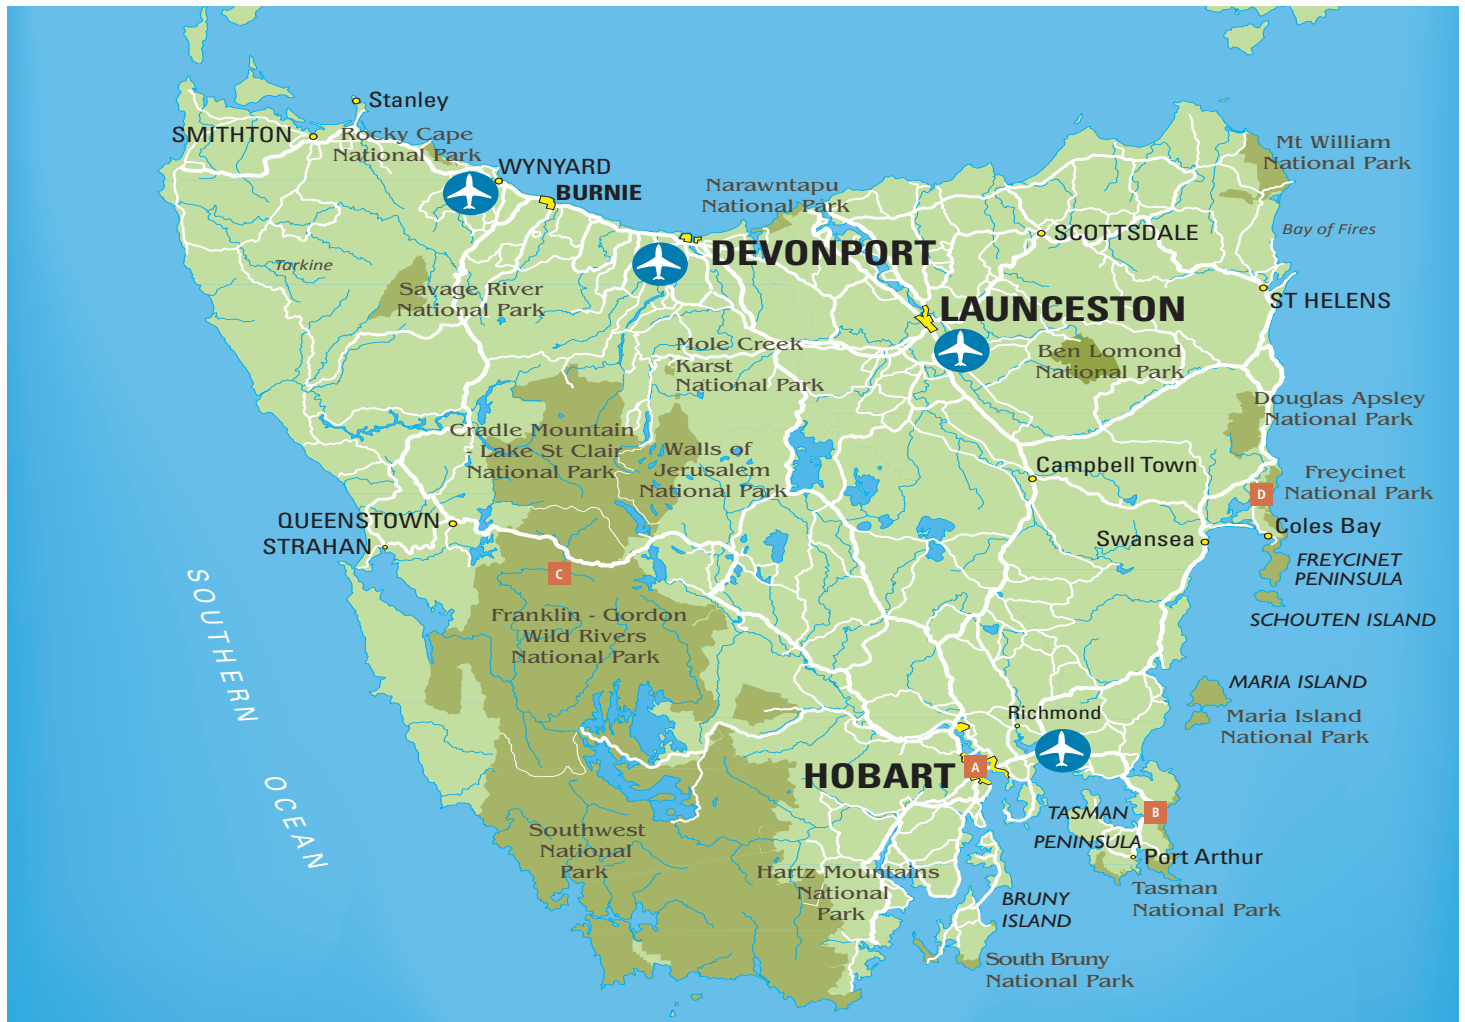 Stanley
SMITHTON
Rocky Cape
National Park
WYNYARD
BURNIE
Mt William
National Park
Narawntapu
National Park
Bay of Fires
SCOTTSDALE
DEVONPORT
Tarkine
Savage River
National Park
ST HELENS
LAUNCESTON
Mole Creek
Karst
National Park
Ben Lomond
National Park
Douglas Apsley
National Park
Cradle Mountain
- Lake St Clair
National Park
Walls of
Jerusalem
National Park
Campbell Town
Freycinet
National Park
D
QUEENSTOWN
STRAHAN
Swansea
Coles Bay
FREYCINET
PENINSULA
C
SCHOUTEN ISLAND
SOUTHERN
OCEAN
Franklin - Gordon
Wild Rivers
National Park
MARIA ISLAND
Maria Island
National Park
Richmond
HOBART
A
TASMAN
PENINSULA
B
Port Arthur
Southwest
National
Park
Hartz Mountains
National
Park
Tasman
National Park
BRUNY
ISLAND
South Bruny
National Park